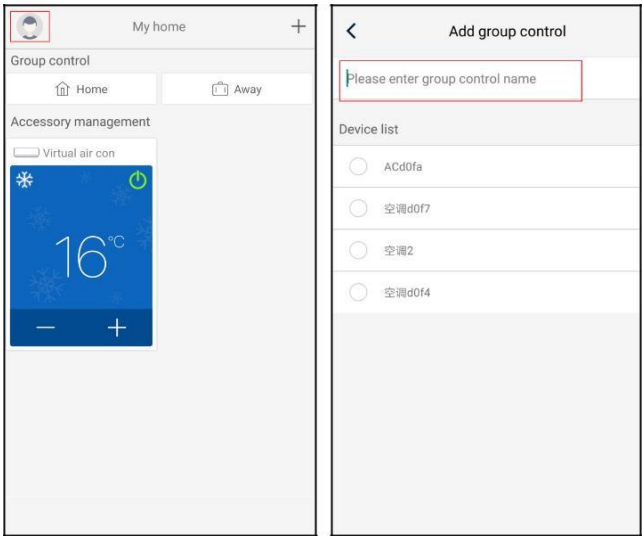 My home
Group control
Home
Away
Accessory management
Virtual air con
16°C
Add group control
Please enter group control name
Device list
ACd0fa
空调d0f7
空调2
空调d0f4